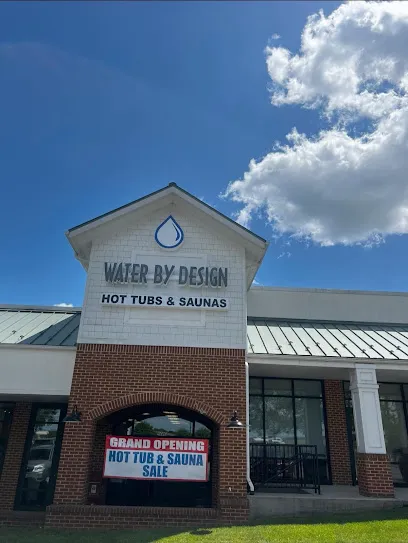 WATER BY DESIGN
HOT TUBS & SAUNAS
GRAND OPENING
HOT TUB & SAUNA
SALE